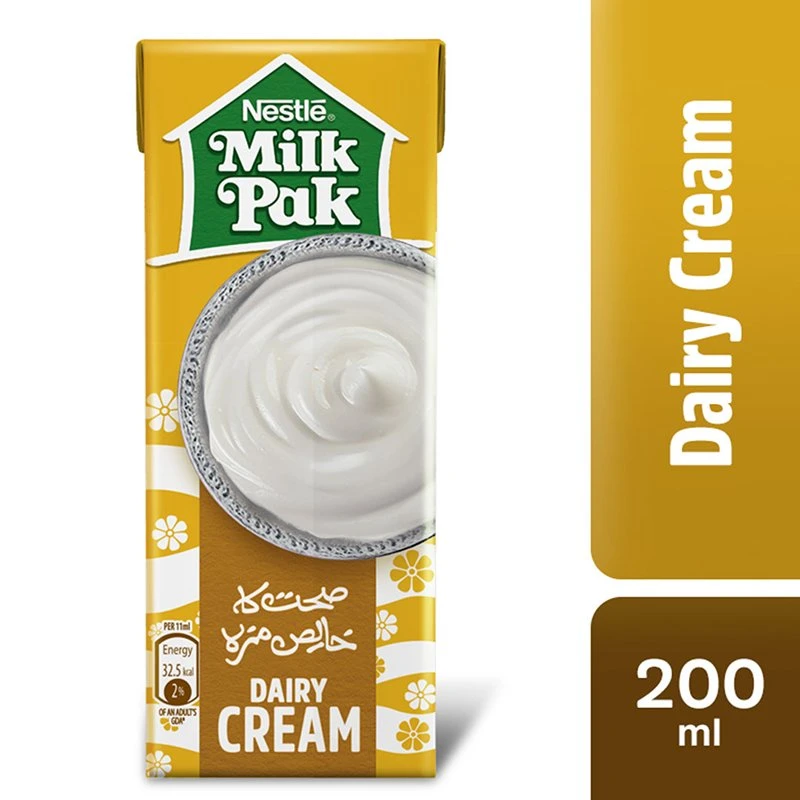 Nestlé®
Milk
Pak
صحت کا
خالص مزہ
DAIRY
CREAM
PER 11ml
Energy
32.5 kcal
2%
OF AN ADULT'S
GDA*
Dairy Cream
200
ml